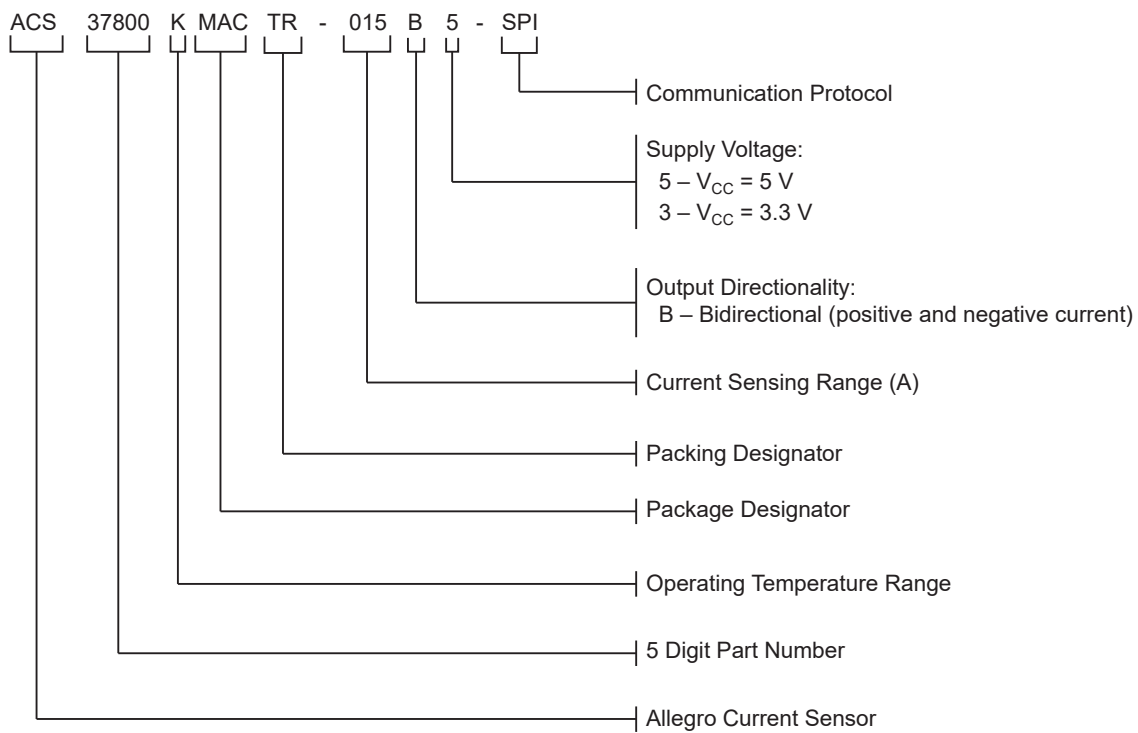 ACS 37800 K MAC TR - 015 B 5 - SPI
Communication Protocol
Supply Voltage:
5 – VCC = 5 V
3 – VCC = 3.3 V
Output Directionality:
B – Bidirectional (positive and negative current)
Current Sensing Range (A)
Packing Designator
Package Designator
Operating Temperature Range
5 Digit Part Number
Allegro Current Sensor